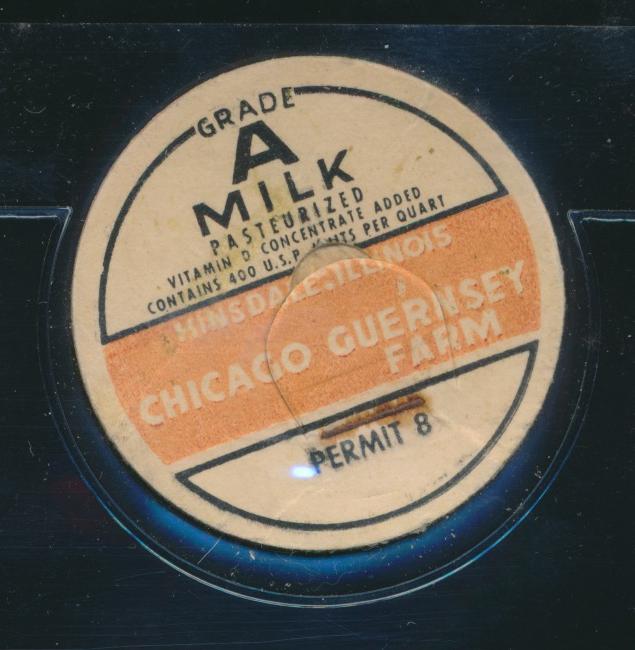 GRADE
A
MILK
PASTEURIZED
VITAMIN D CONCENTRATE ADDED
CONTAINS 400 U.S.P. UNITS PER QUART
HINSDALE, ILLINOIS
CHICAGO GUERNSEY
FARM
PERMIT 8